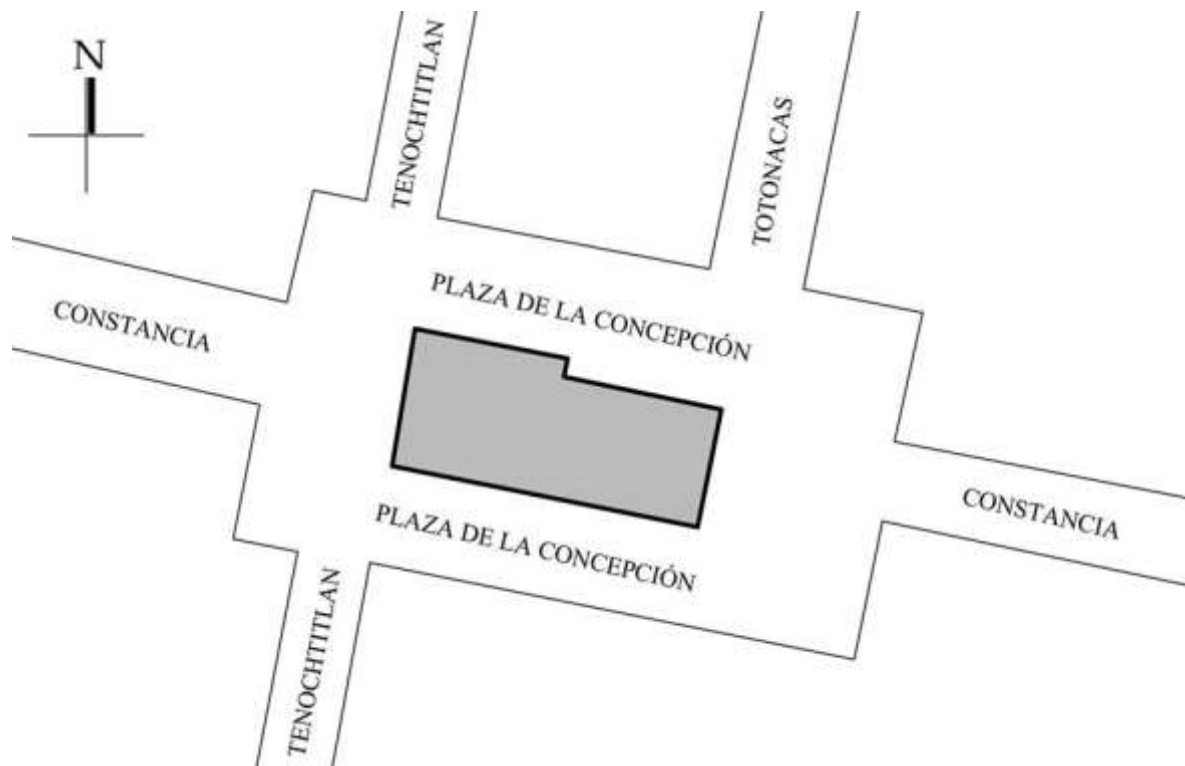 N
TENOCHTITLAN
TOTONACAS
PLAZA DE LA CONCEPCIÓN
CONSTANCIA
CONSTANCIA
PLAZA DE LA CONCEPCIÓN
TENOCHTITLAN